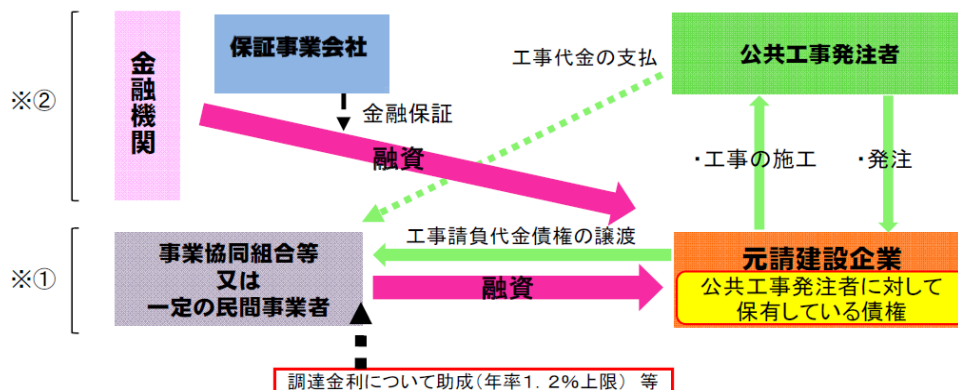 ※②
金融機関
保証事業会社
金融保証
融資
工事代金の支払
公共工事発注者
・工事の施工
・発注
※①
事業協同組合等
又は
一定の民間事業者
工事請負代金債権の譲渡
融資
元請建設企業
公共工事発注者に対して
保有している債権
調達金利について助成(年率1.2%上限) 等